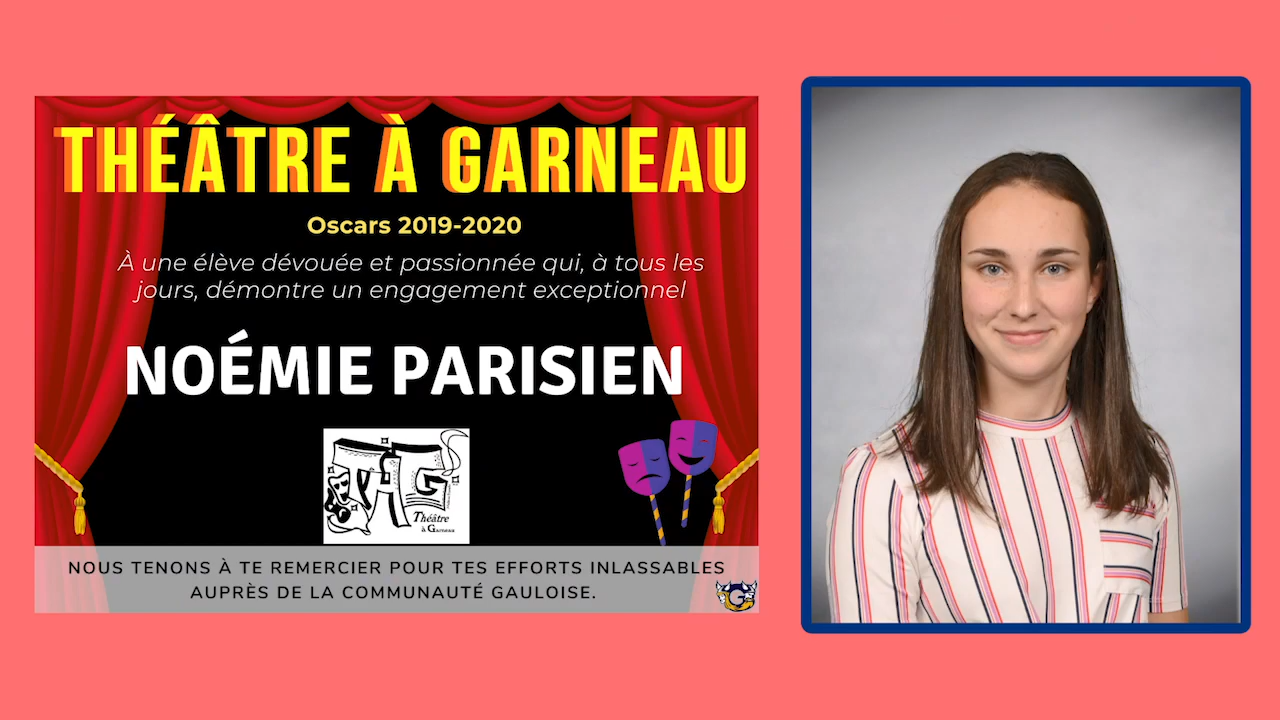 THÉÂTRE À GARNEAU
Oscars 2019-2020
À une élève dévouée et passionnée qui, à tous les
jours, démontre un engagement exceptionnel
NOÉMIE PARISIEN
TAG
Théâtre
à Garneau
NOUS TENONS À TE REMERCIER POUR TES EFFORTS INLASSABLES
AUPRÈS DE LA COMMUNAUTÉ GAULOISE.
G